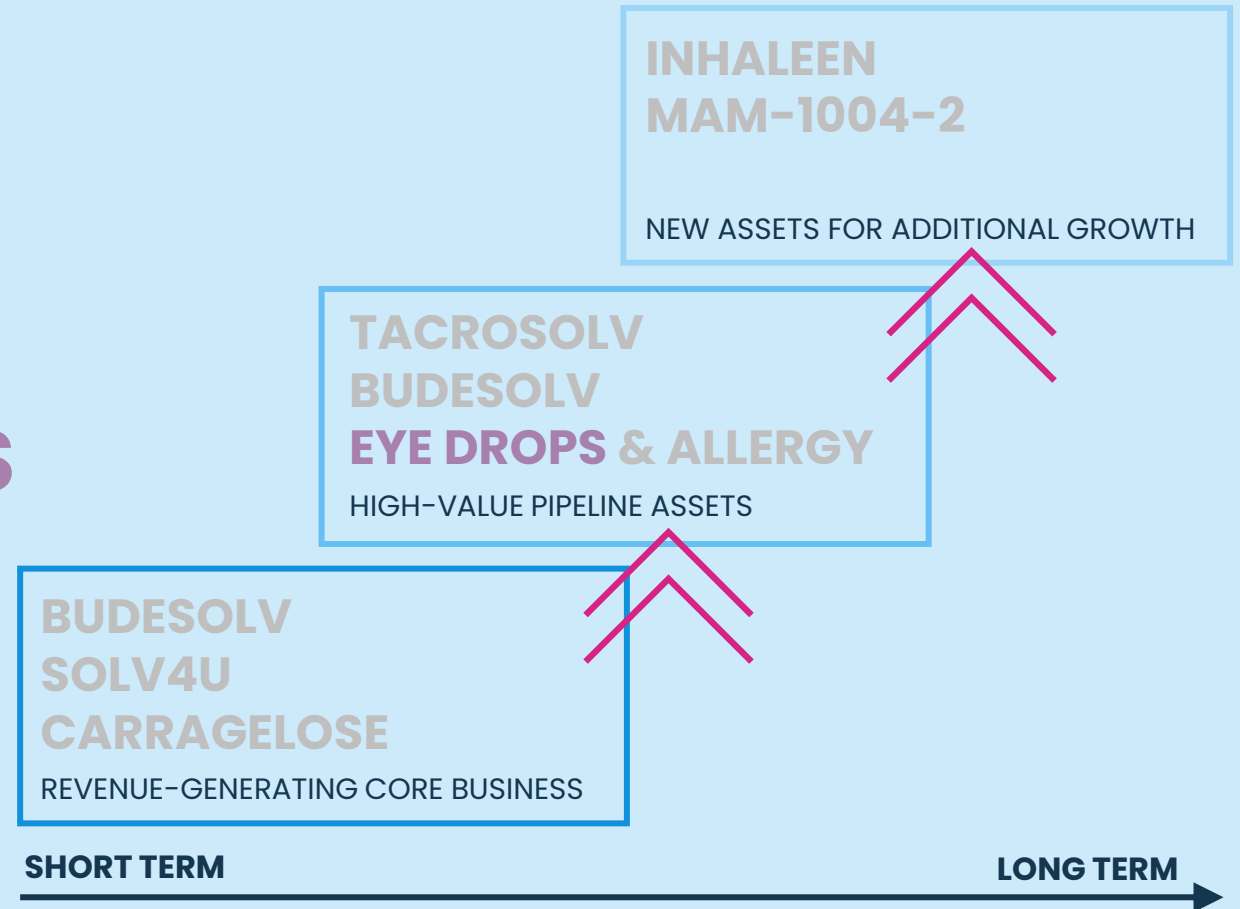 INHALEEN
MAM-1004-2
NEW ASSETS FOR ADDITIONAL GROWTH
TACROSOLV
BUDESOLV
EYE DROPS & ALLERGY
HIGH-VALUE PIPELINE ASSETS
S
BUDESOLV
SOLV4U
CARRAGELOSE
REVENUE-GENERATING CORE BUSINESS
SHORT TERM
LONG TERM